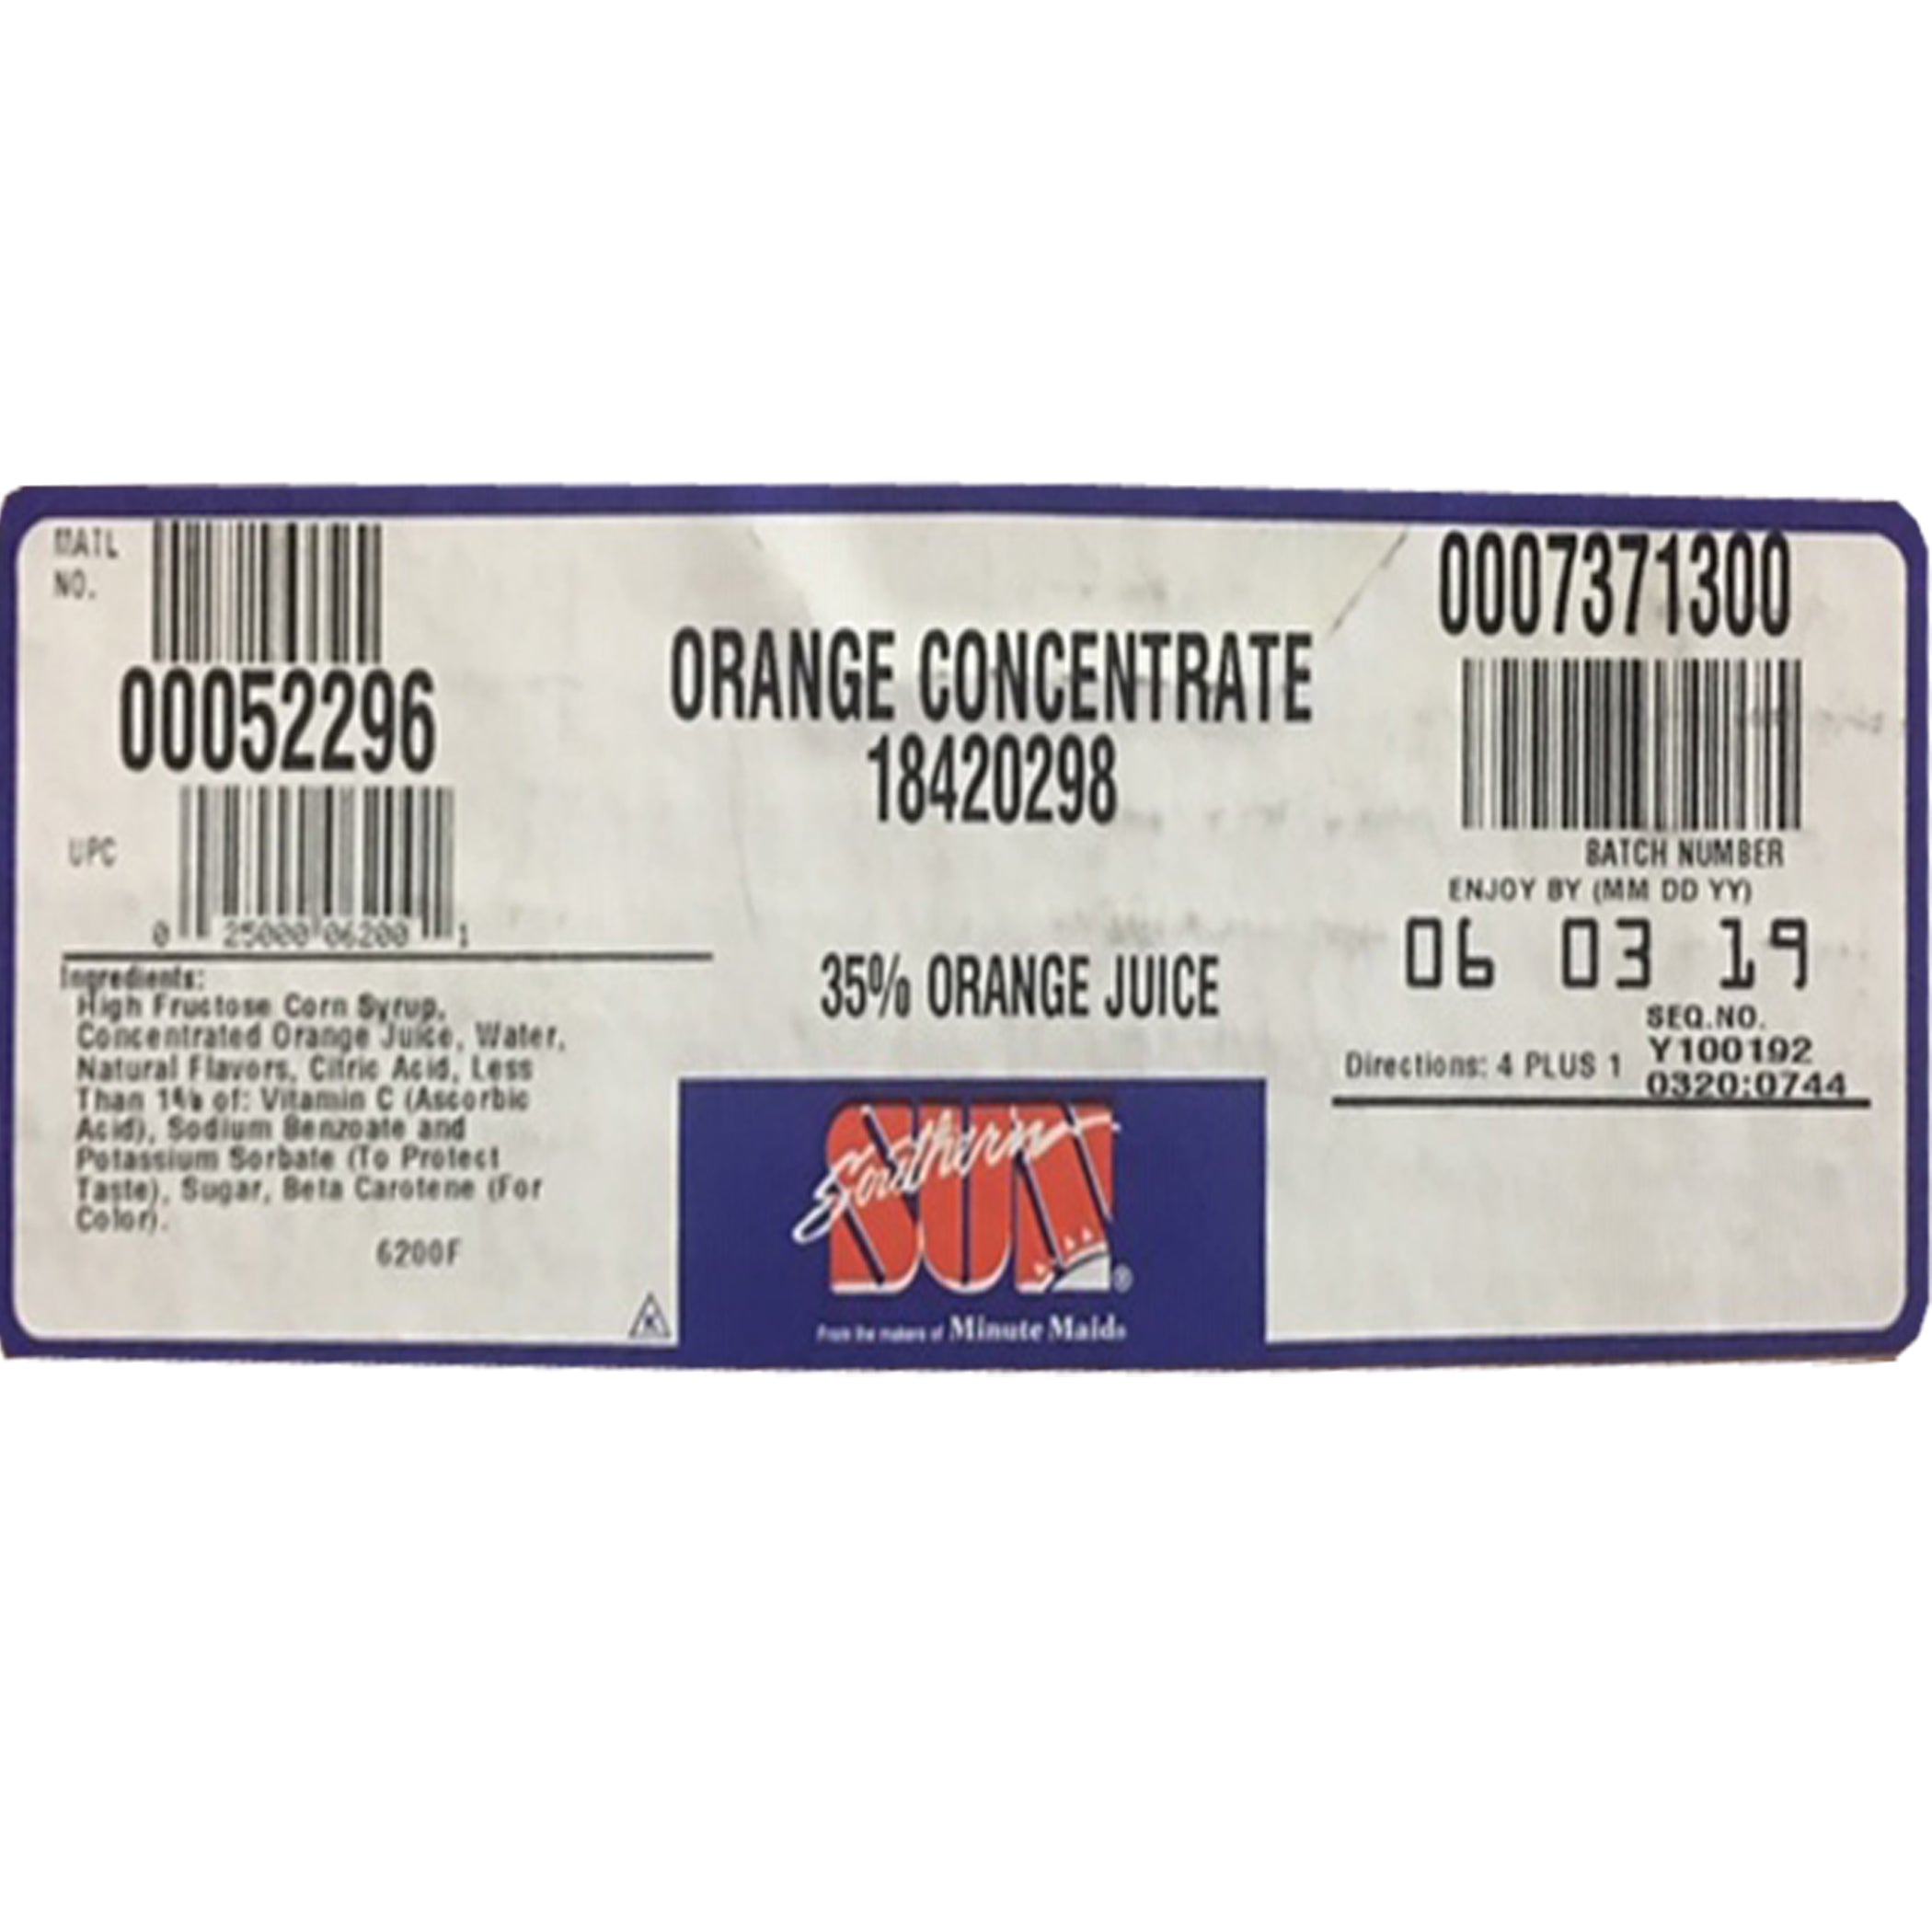 MATL
NO.
00052296
UPC
0 25000 06200 1
Ingredients:
High Fructose Corn Syrup,
Concentrated Orange Juice, Water,
Natural Flavors, Citric Acid, Less
Than 1% of: Vitamin C (Ascorbic
Acid), Sodium Benzoate and
Potassium Sorbate (To Protect
Taste), Sugar, Beta Carotene (For
Color).
6200F
K
ORANGE CONCENTRATE
18420298
35% ORANGE JUICE
Southern
SUN®
From the makers of Minute Maid®
0007371300
BATCH NUMBER
ENJOY BY (MM DD YY)
06 03 19
SEQ.NO.
Directions: 4 PLUS 1 Y100192
0320:0744